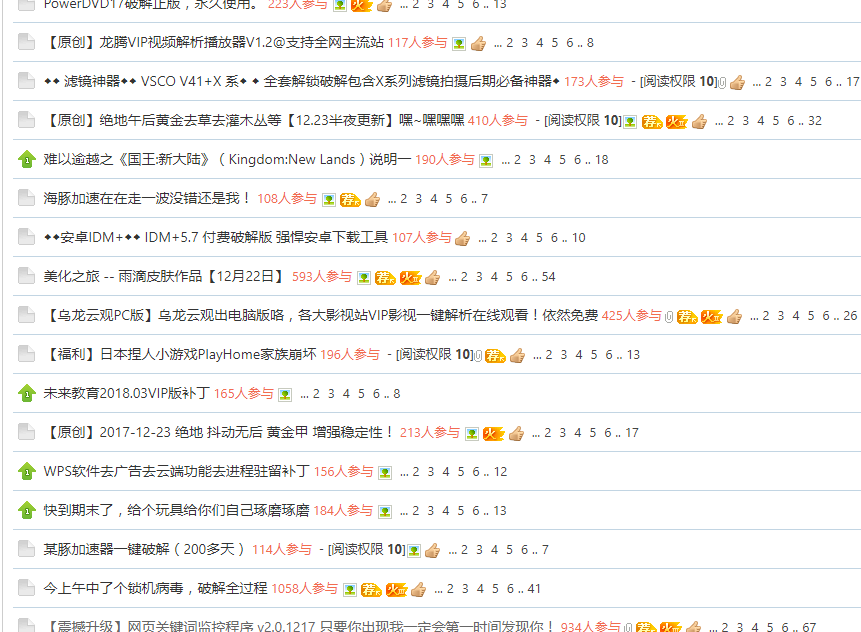 PowerDVD17破解正版，永久使用。 223人参与 火 ... 2 3 4 5 6 .. 13
【原创】龙腾VIP视频解析播放器V1.2@支持全网主流站 117人参与 ... 2 3 4 5 6 .. 8
◆◆ 滤镜神器◆◆ VSCO V41+X 系◆ ◆ 全套解锁破解包含X系列滤镜拍摄后期必备神器◆ 173人参与 - [阅读权限 10] ... 2 3 4 5 6 .. 17
【原创】绝地午后黄金去草去灌木丛等【12.23半夜更新】嘿~嘿嘿嘿 410人参与 - [阅读权限 10] 荐 火 ... 2 3 4 5 6 .. 32
难以逾越之《国王:新大陆》（Kingdom:New Lands）说明一 190人参与 ... 2 3 4 5 6 .. 18
海豚加速在在走一波没错还是我！ 108人参与 荐 ... 2 3 4 5 6 .. 7
◆◆安卓IDM+◆◆ IDM+5.7 付费破解版 强悍安卓下载工具 107人参与 ... 2 3 4 5 6 .. 10
美化之旅 -- 雨滴皮肤作品【12月22日】 593人参与 荐 火 ... 2 3 4 5 6 .. 54
【乌龙云观PC版】乌龙云观出电脑版咯，各大影视站VIP影视一键解析在线观看！依然免费 425人参与 荐 火 ... 2 3 4 5 6 .. 26
【福利】日本捏人小游戏PlayHome家族崩坏 196人参与 - [阅读权限 10] 荐 ... 2 3 4 5 6 .. 13
未来教育2018.03VIP版补丁 165人参与 ... 2 3 4 5 6 .. 8
【原创】2017-12-23 绝地 抖动无后 黄金甲 增强稳定性！ 213人参与 火 ... 2 3 4 5 6 .. 17
WPS软件去广告去云端功能去进程驻留补丁 156人参与 ... 2 3 4 5 6 .. 12
快到期末了，给个玩具给你们自己琢磨琢磨 184人参与 ... 2 3 4 5 6 .. 13
某豚加速器一键破解（200多天） 114人参与 - [阅读权限 10] ... 2 3 4 5 6 .. 7
今上午中了个锁机病毒，破解全过程 1058人参与 荐 火 ... 2 3 4 5 6 .. 41
【震撼升级】网页关键词监控程序 v2.0.1217 只要你出现我一定会第一时间发现你！ 934人参与 荐 火 ... 2 3 4 5 6 .. 67